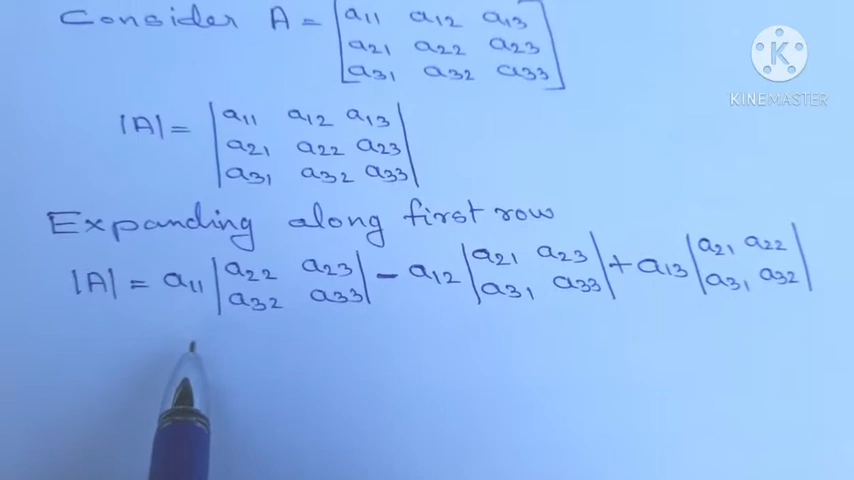 Consider A = [a11 a12 a13
a21 a22 a23
a31 a32 a33]
KINEMASTER
|A| = |a11 a12 a13
a21 a22 a23
a31 a32 a33|
Expanding along first row
|A| = a11 |a22 a23 a32 a33| - a12 |a21 a23 a31 a33| + a13 |a21 a22 a31 a32|